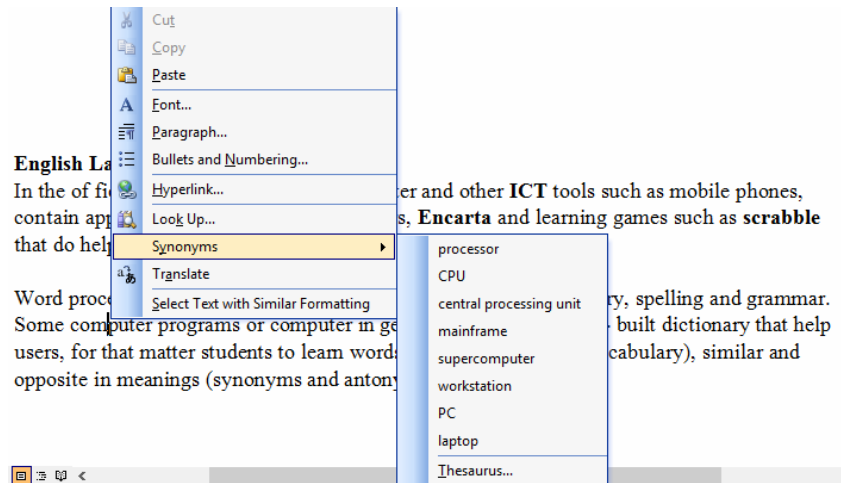 Cut
Copy
Paste
Font...
Paragraph...
Bullets and Numbering...
Hyperlink...
Look Up...
Synonyms
Translate
Select Text with Similar Formatting
processor
CPU
central processing unit
mainframe
supercomputer
workstation
PC
laptop
Thesaurus...
English La
In the of fi er and other ICT tools such as mobile phones,
contain app s, Encarta and learning games such as scrabble
that do help
Word proce ry, spelling and grammar.
Some computer programs or computer in ge built dictionary that help
users, for that matter students to learn words cabulary), similar and
opposite in meanings (synonyms and antony